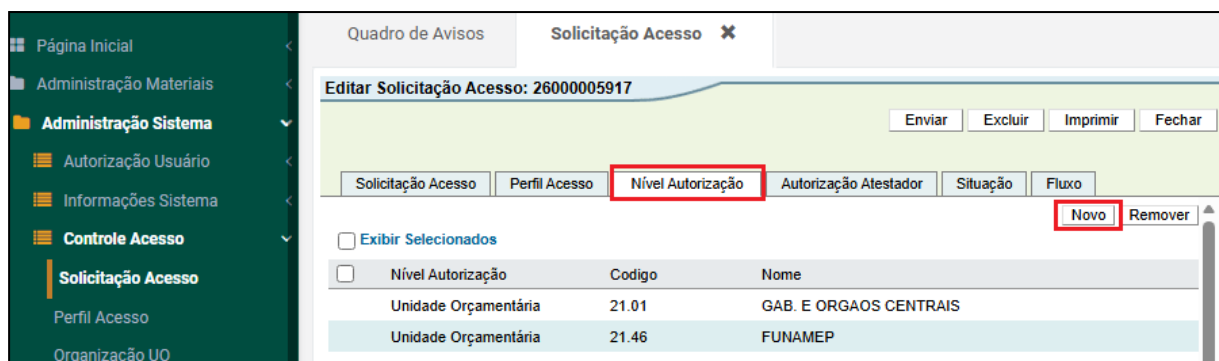 Página Inicial
Administração Materiais
Administração Sistema
Autorização Usuário
Informações Sistema
Controle Acesso
Solicitação Acesso
Perfil Acesso
Organização UO
Quadro de Avisos Solicitação Acesso ✖
Editar Solicitação Acesso: 26000005917
Enviar Excluir Imprimir Fechar
Solicitação Acesso Perfil Acesso Nível Autorização Autorização Atestador Situação Fluxo
Novo Remover
Exibir Selecionados
Nível Autorização Codigo Nome
Unidade Orçamentária 21.01 GAB. E ORGAOS CENTRAIS
Unidade Orçamentária 21.46 FUNAMEP